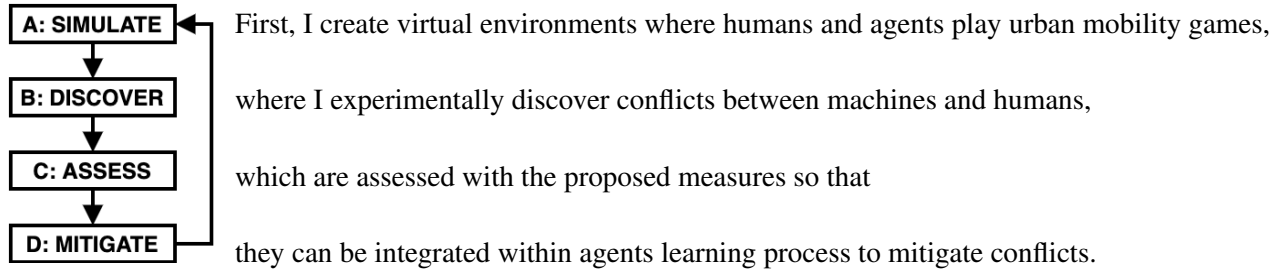 A: SIMULATE First, I create virtual environments where humans and agents play urban mobility games,
B: DISCOVER where I experimentally discover conflicts between machines and humans,
C: ASSESS which are assessed with the proposed measures so that
D: MITIGATE they can be integrated within agents learning process to mitigate conflicts.